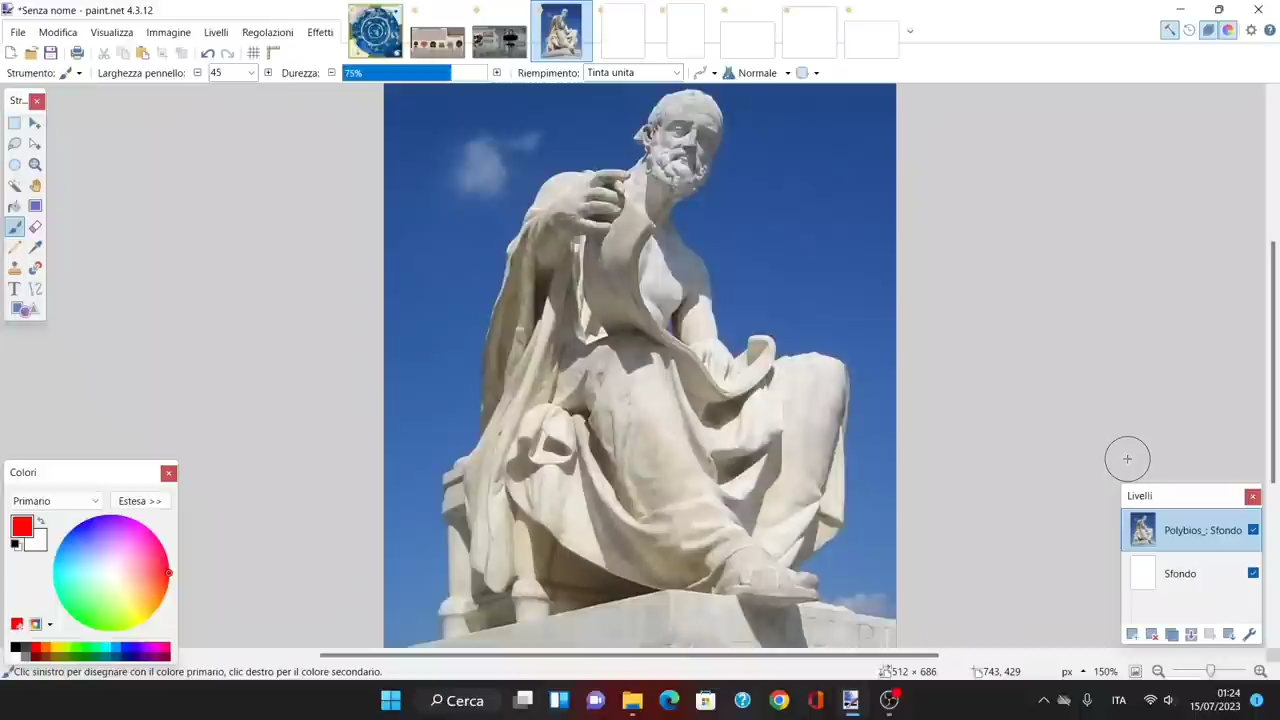 *Senza nome - paint.net 4.3.12
File Modifica Visualizza Immagine Livelli Regolazioni Effetti
Strumento: Larghezza pennello: 45 Durezza: 75% Riempimento: Tinta unita Normale
Str...
Colori
Primario Estesa >>
Livelli
Polybios_: Sfondo
Sfondo
Clic sinistro per disegnare con il colore primario, clic destro per il colore secondario. 512 × 686 743, 429 px 150%
Cerca ITA 01:24
15/07/2023